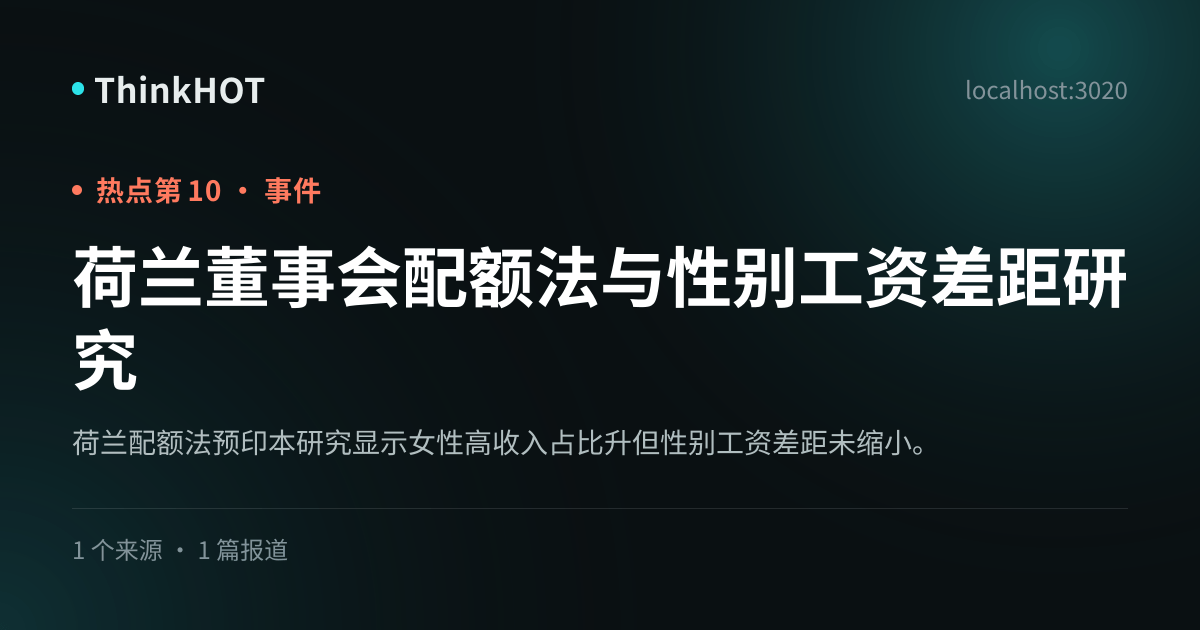 ThinkHOT
localhost:3020
热点第 10 · 事件
荷兰董事会配额法与性别工资差距研
究
荷兰配额法预印本研究显示女性高收入占比升但性别工资差距未缩小。
1 个来源 · 1 篇报道